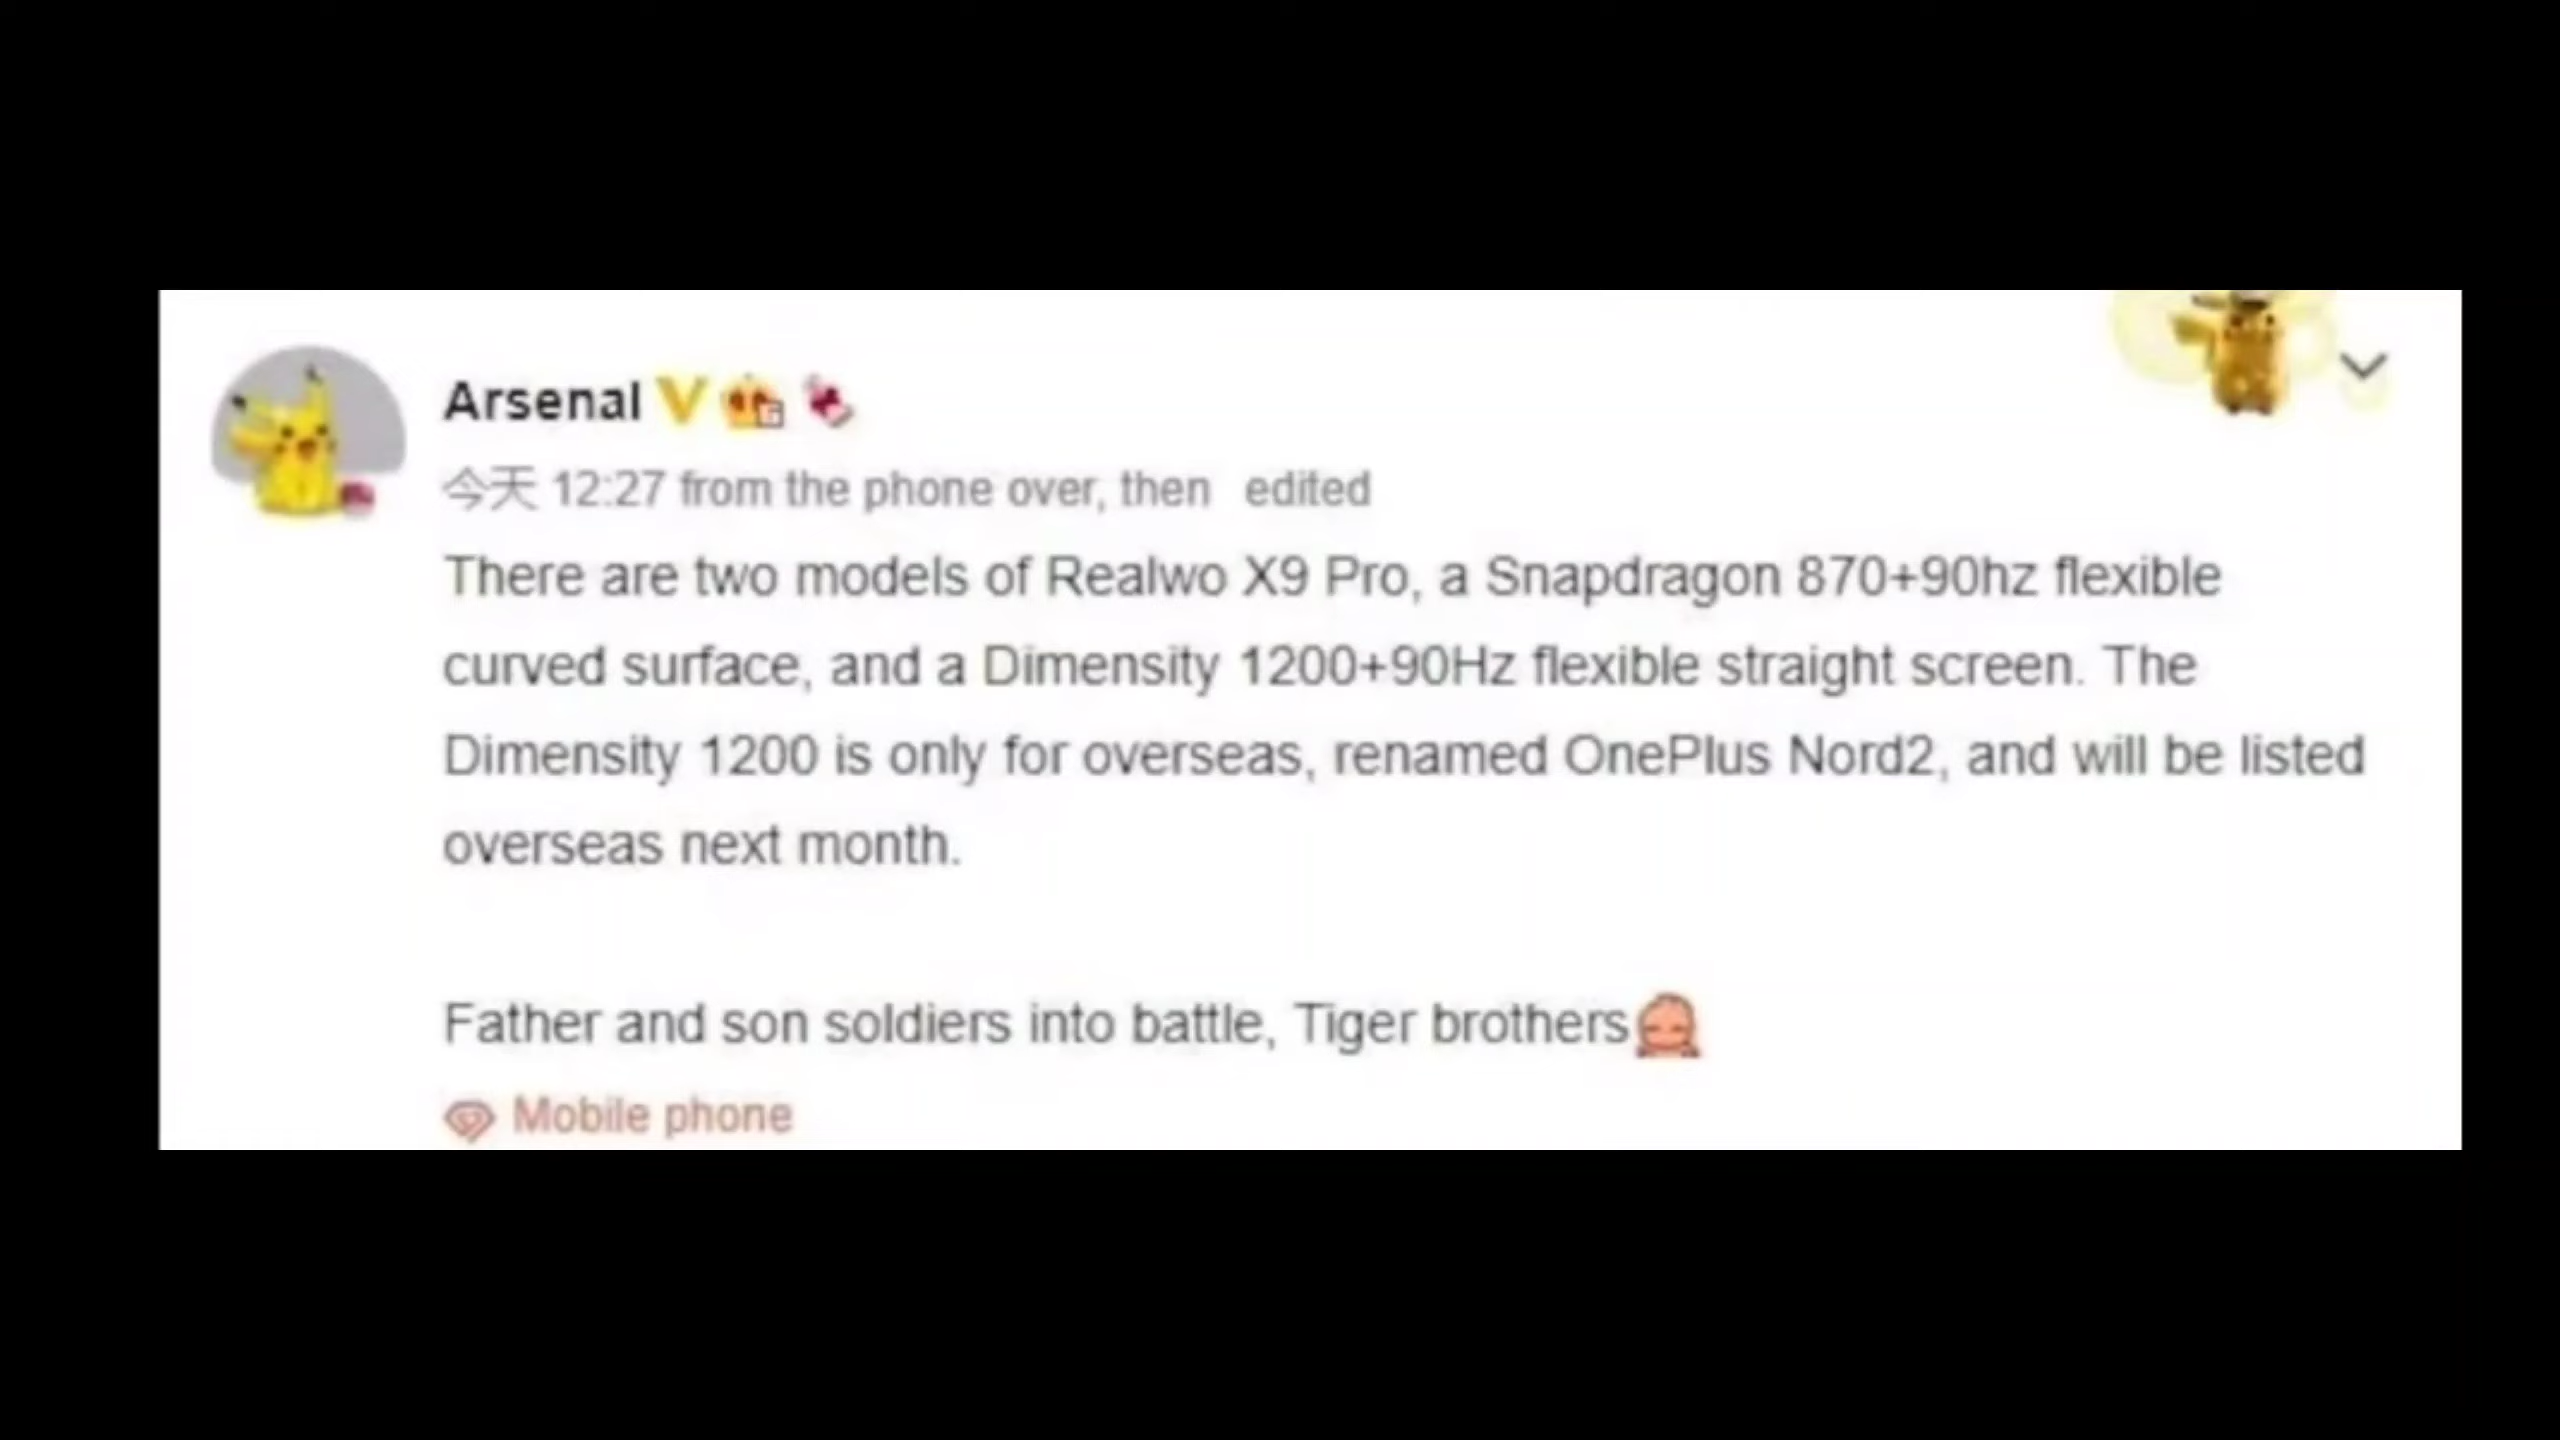 Arsenal
今天 12:27 from the phone over, then edited
There are two models of Realwo X9 Pro, a Snapdragon 870+90hz flexible
curved surface, and a Dimensity 1200+90Hz flexible straight screen. The
Dimensity 1200 is only for overseas, renamed OnePlus Nord2, and will be listed
overseas next month.
Father and son soldiers into battle, Tiger brothers
Mobile phone